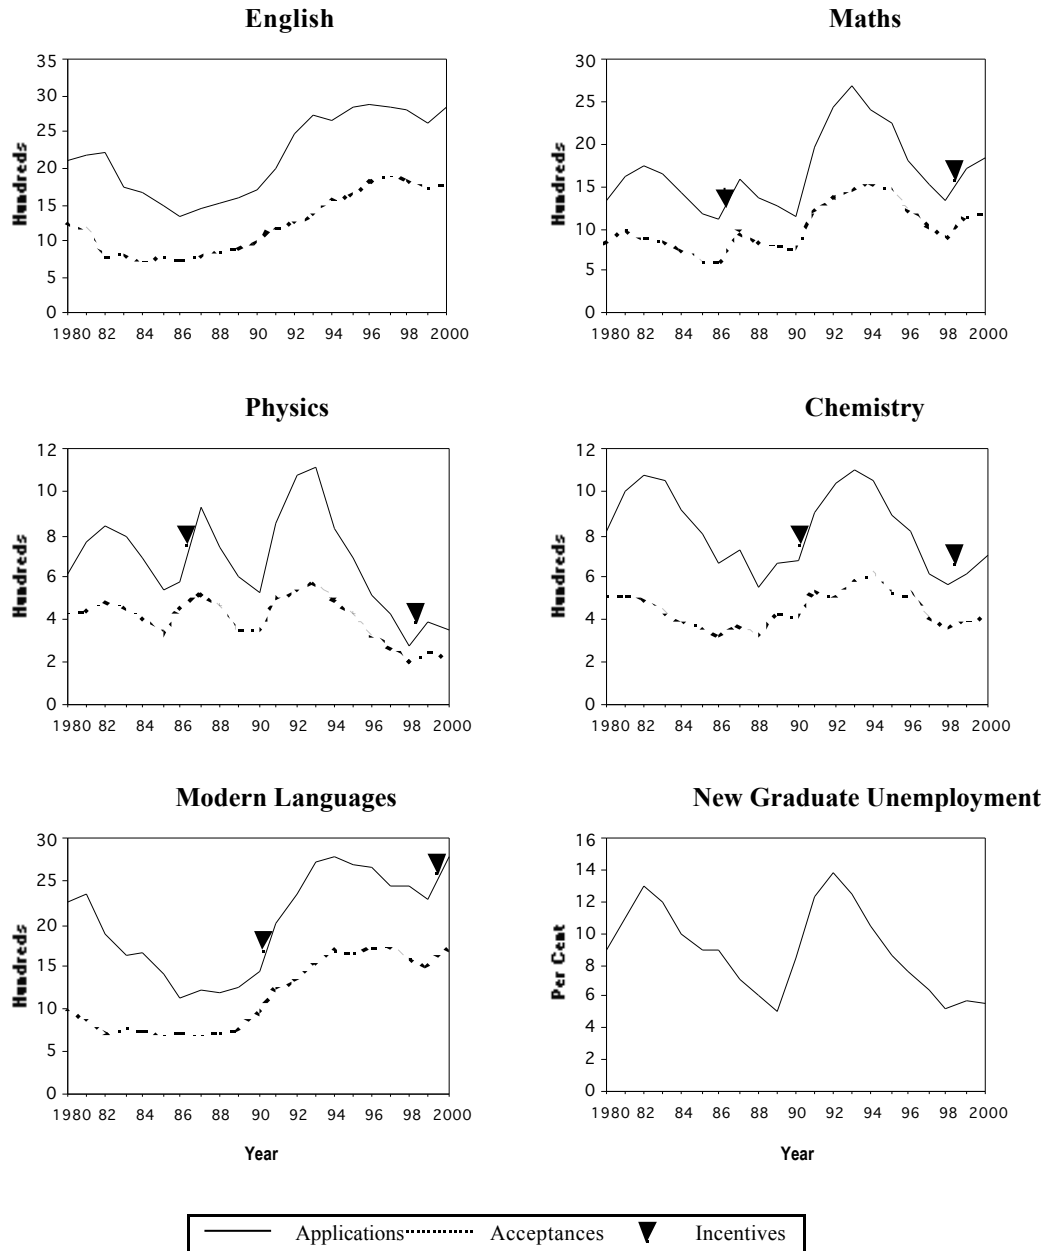 English
Maths
35
30
25
20
15
10
5
0
Hundreds
1980 82 84 86 88 90 92 94 96 98 2000
30
25
20
15
10
5
0
Hundreds
1980 82 84 86 88 90 92 94 96 98 2000
Physics
Chemistry
12
10
8
6
4
2
0
Hundreds
1980 82 84 86 88 90 92 94 96 98 2000
12
10
8
6
4
2
0
Hundreds
1980 82 84 86 88 90 92 94 96 98 2000
Modern Languages
New Graduate Unemployment
30
25
20
15
10
5
0
Hundreds
1980 82 84 86 88 90 92 94 96 98 2000
Year
16
14
12
10
8
6
4
2
0
Per Cent
1980 82 84 86 88 90 92 94 96 98 2000
Year
Applications Acceptances Incentives